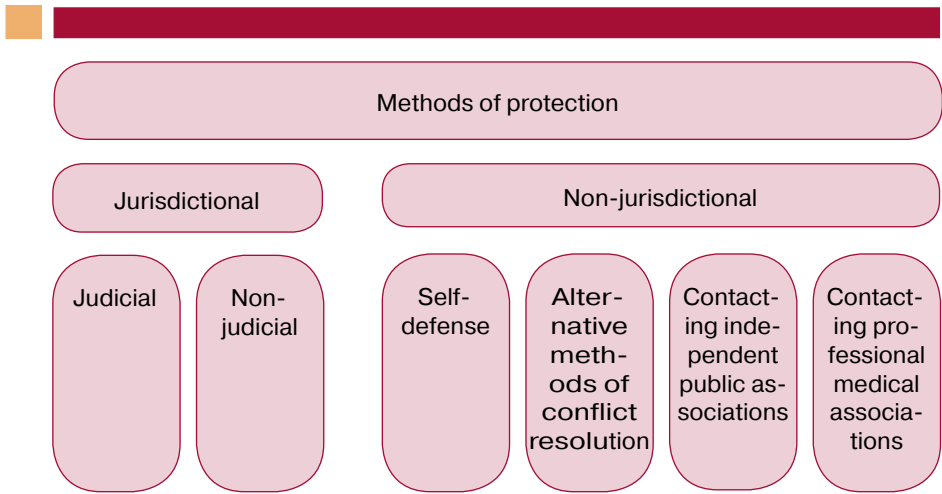 Methods of protection
Jurisdictional
Non-jurisdictional
Judicial
Non-
judicial
Self-
defense
Alter-
native
meth-
ods of
conflict
resolution
Contact-
ing inde-
pendent
public as-
sociations
Contact-
ing pro-
fessional
medical
associa-
tions